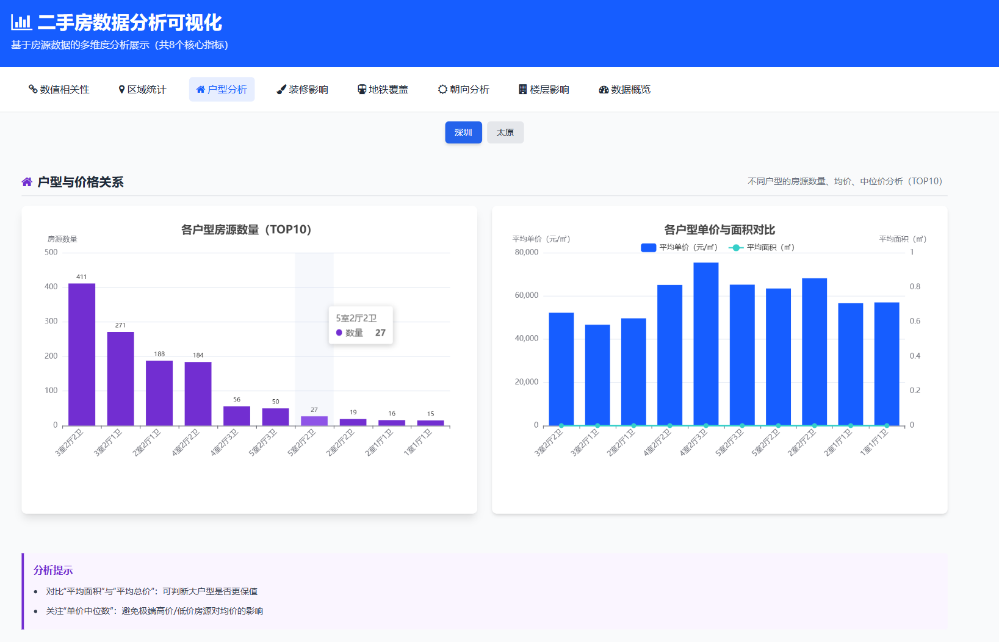 二手房数据分析可视化
基于房源数据的多维度分析展示（共8个核心指标）
数值相关性
区域统计
户型分析
装修影响
地铁覆盖
朝向分析
楼层影响
数据概览
深圳
太原
户型与价格关系
不同户型的房源数量、均价、中位价分析（TOP10）
各户型房源数量（TOP10）
房源数量
500
400
300
200
100
0
411
271
188
184
56
50
27
19
16
15
5室2厅2卫
数量 27
3室2厅2卫
3室2厅1卫
2室2厅1卫
4室2厅2卫
4室2厅3卫
5室2厅3卫
5室2厅2卫
2室2厅2卫
2室1厅1卫
1室1厅1卫
各户型单价与面积对比
平均单价（元/㎡）
平均面积（㎡）
平均单价（元/㎡）
平均面积（㎡）
80,000
60,000
40,000
20,000
0
1
0.8
0.6
0.4
0.2
0
3室2厅2卫
3室2厅1卫
2室2厅1卫
4室2厅2卫
4室2厅3卫
5室2厅3卫
5室2厅2卫
2室2厅2卫
2室1厅1卫
1室1厅1卫
分析提示
对比“平均面积”与“平均总价”：可判断大户型是否更保值
关注“单价中位数”：避免极端高价/低价房源对均价的影响